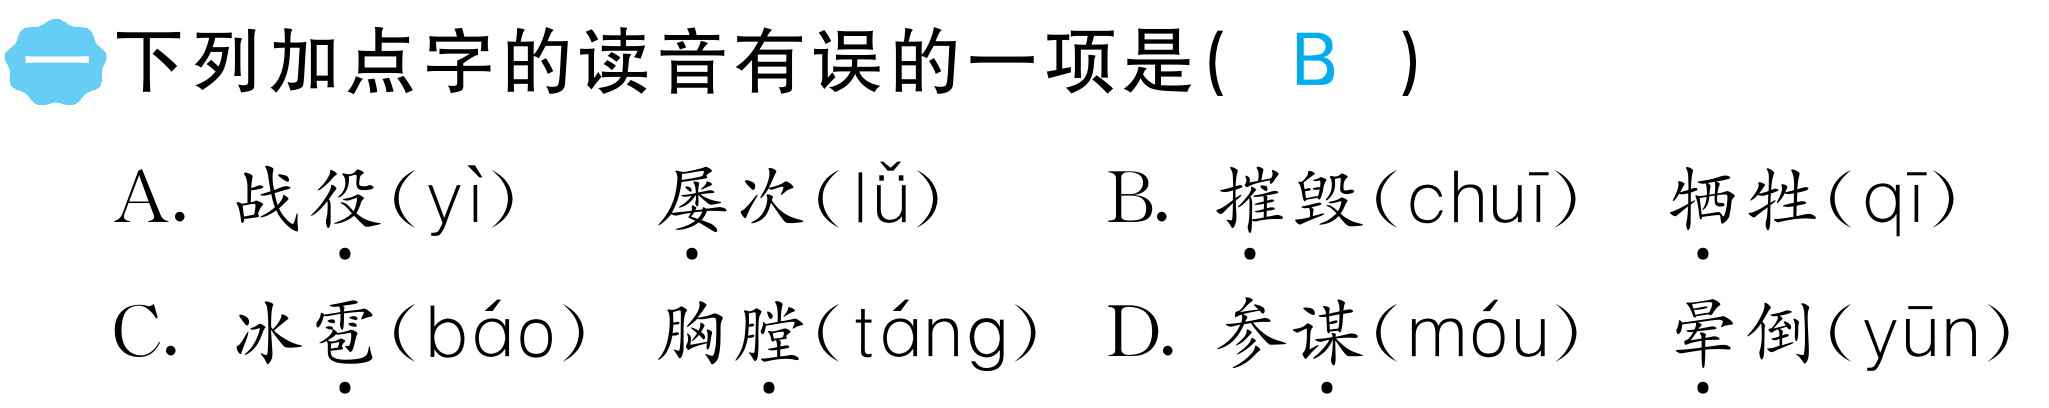 一 下列加点字的读音有误的一项是( B )
A. 战役(yì) 屡次(lǚ) B. 摧毁(chuī) 牺牲(qī)
C. 冰雹(báo) 胸膛(táng) D. 参谋(móu) 晕倒(yūn)